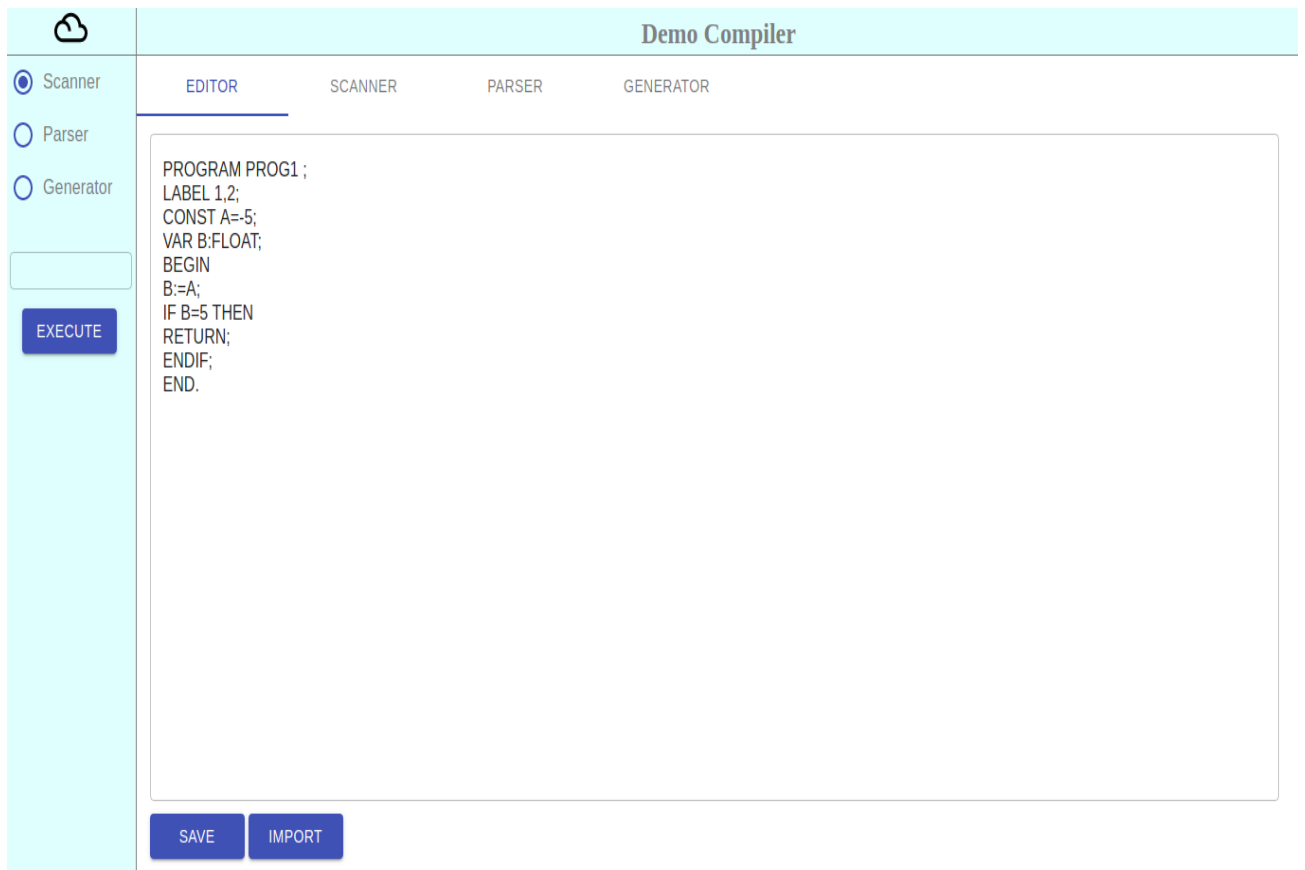 Demo Compiler
Scanner
Parser
Generator
EXECUTE
EDITOR SCANNER PARSER GENERATOR
PROGRAM PROG1 ;
LABEL 1,2;
CONST A=-5;
VAR B:FLOAT;
BEGIN
B:=A;
IF B=5 THEN
RETURN;
ENDIF;
END.
SAVE IMPORT